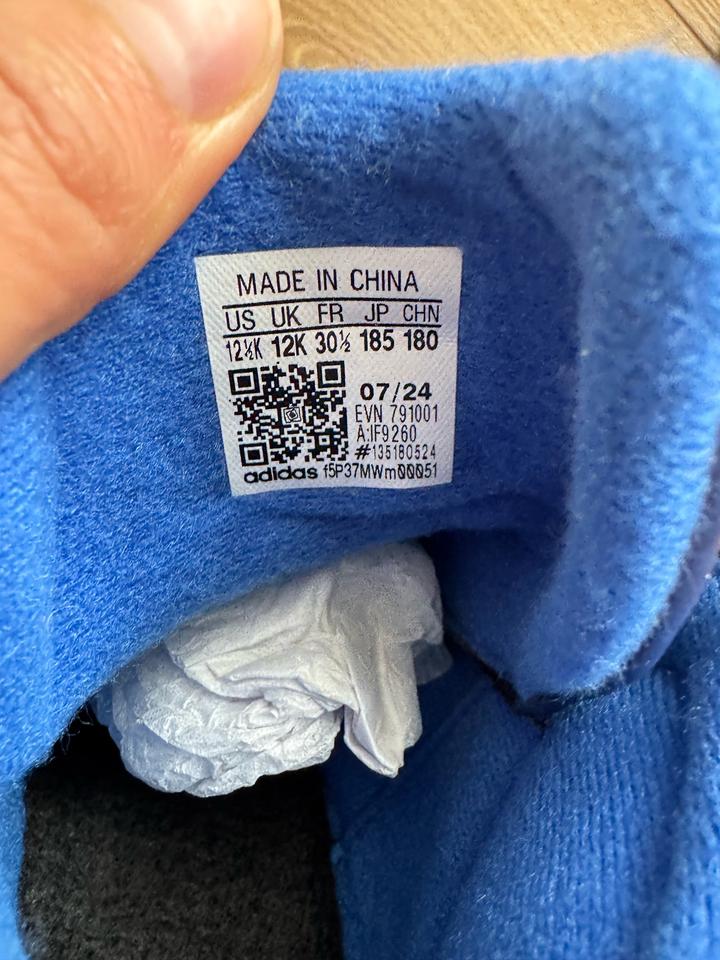 MADE IN CHINA
US UK FR JP CHN
12½K 12K 30½ 185 180
07/24
EVN 791001
A:IF9260
#135180524
adidas f5P37MWm00051